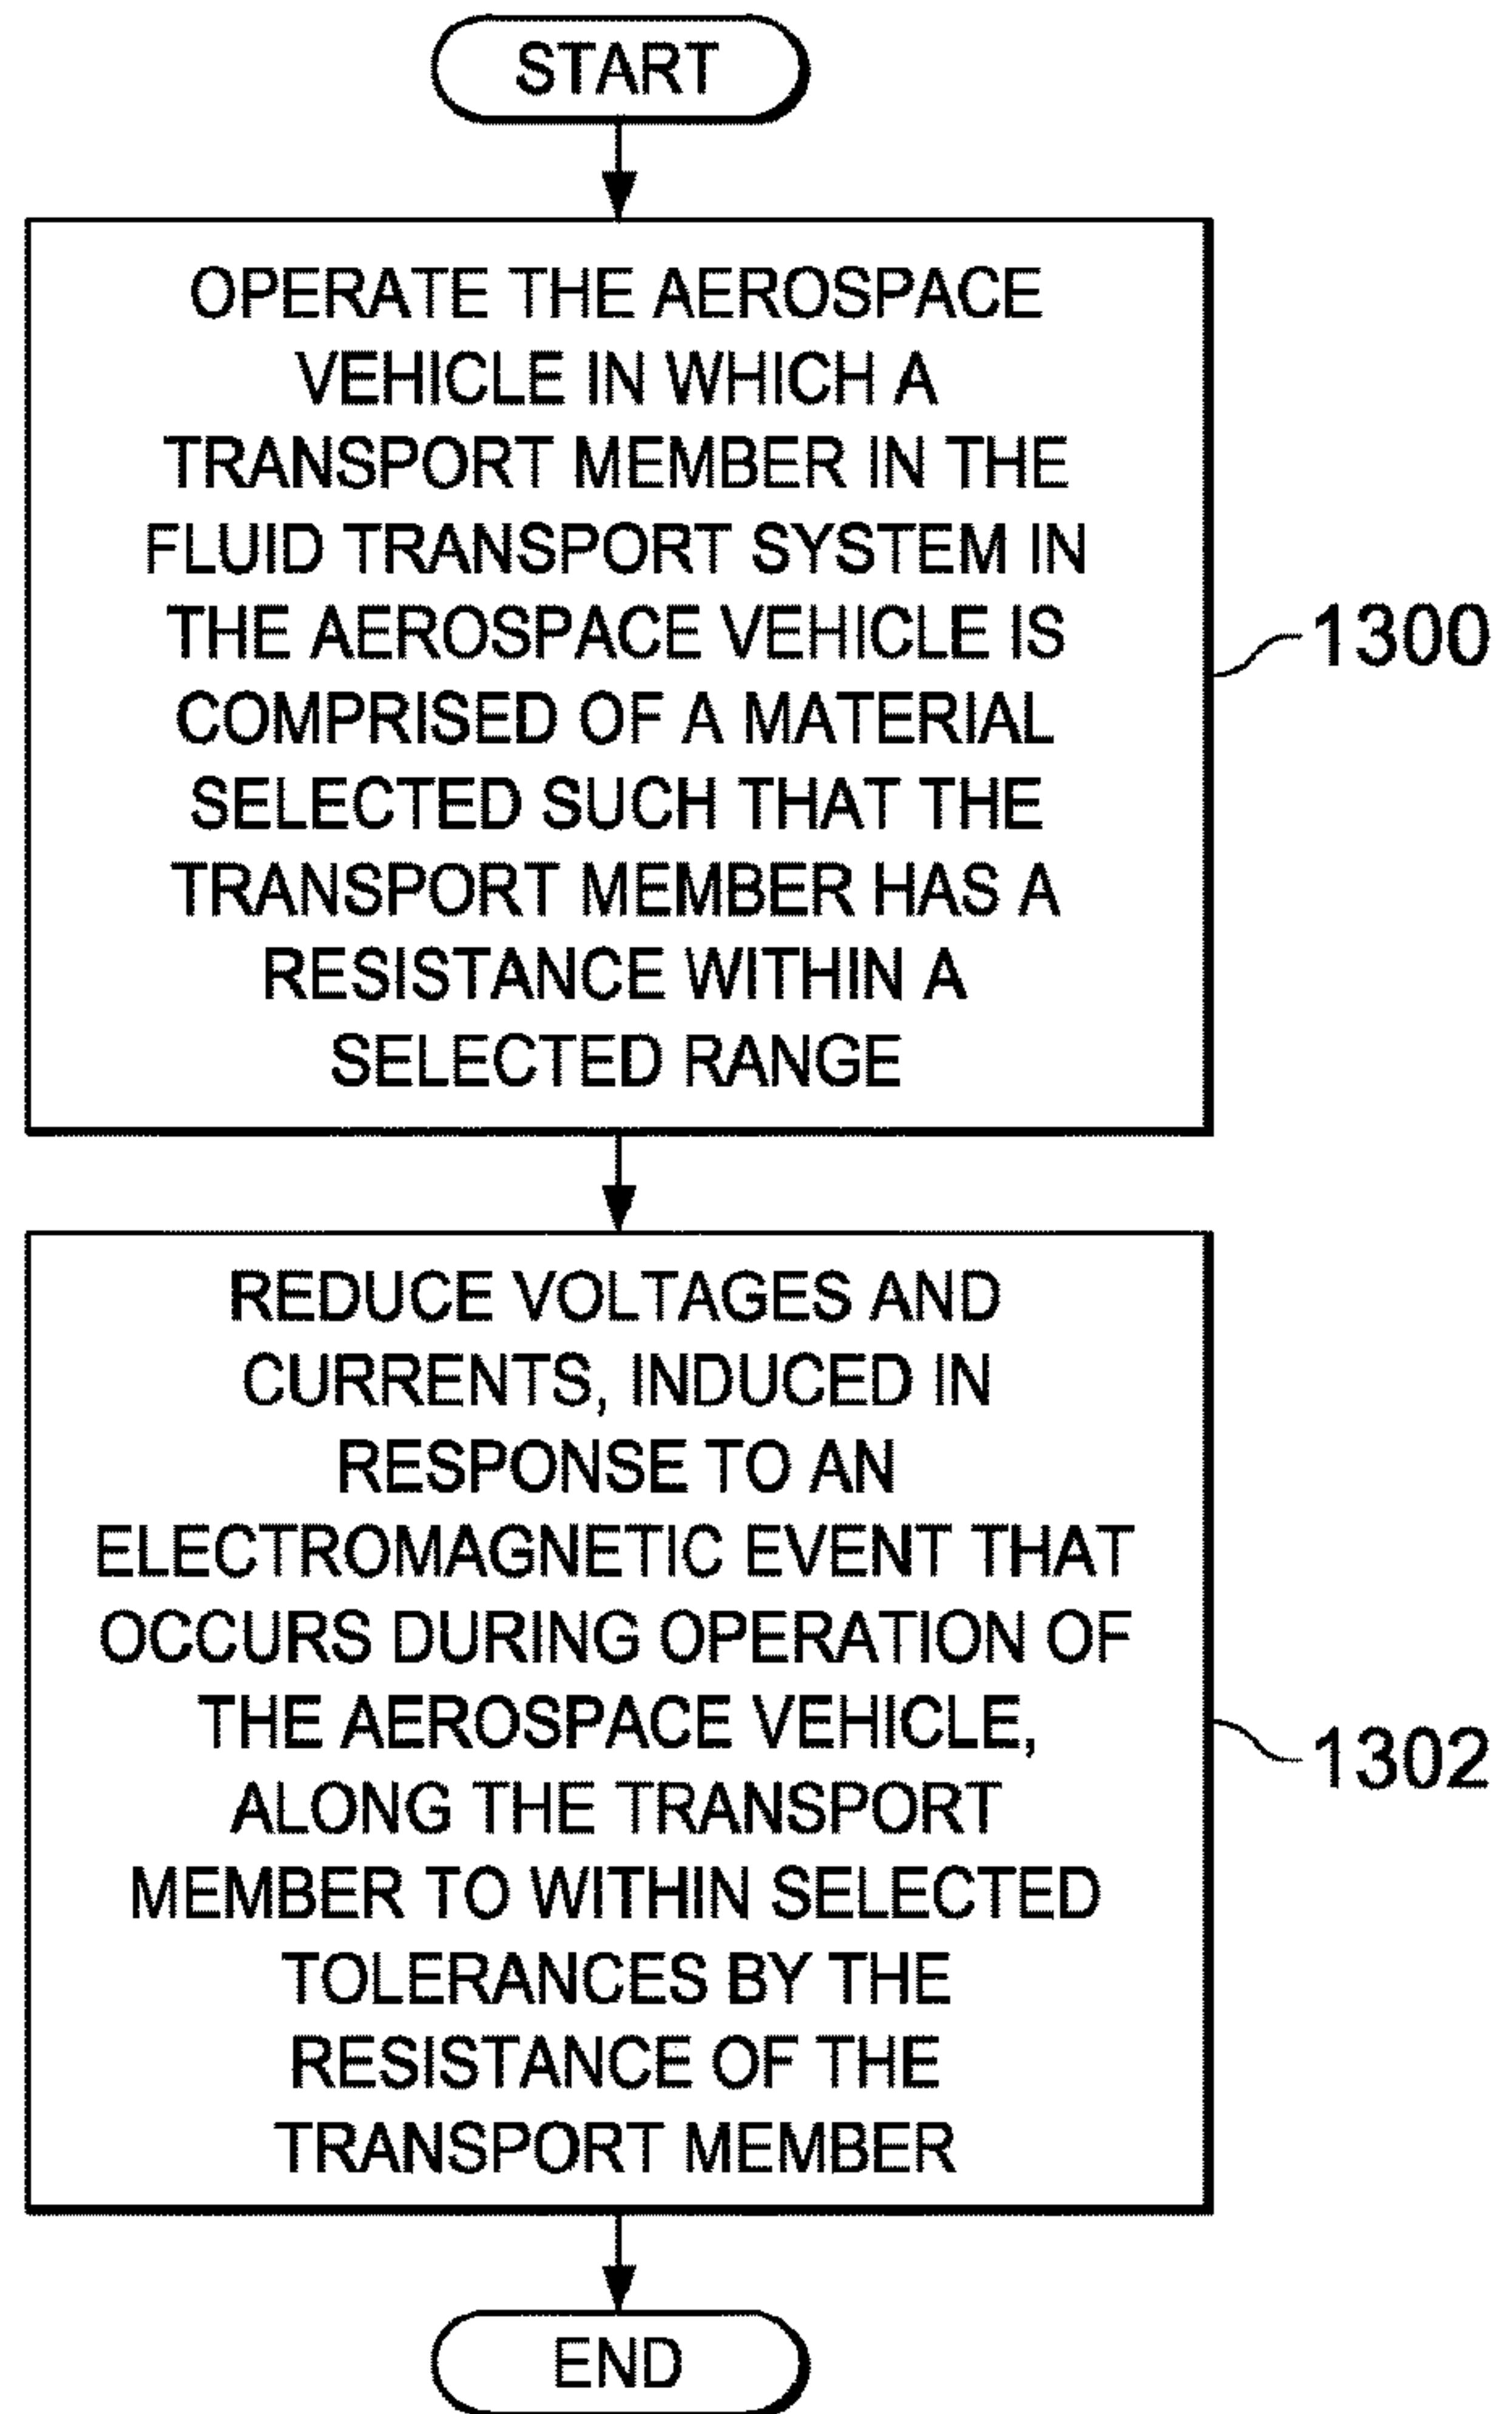 START
OPERATE THE AEROSPACE
VEHICLE IN WHICH A
TRANSPORT MEMBER IN THE
FLUID TRANSPORT SYSTEM IN
THE AEROSPACE VEHICLE IS
COMPRISED OF A MATERIAL
SELECTED SUCH THAT THE
TRANSPORT MEMBER HAS A
RESISTANCE WITHIN A
SELECTED RANGE
1300
REDUCE VOLTAGES AND
CURRENTS, INDUCED IN
RESPONSE TO AN
ELECTROMAGNETIC EVENT THAT
OCCURS DURING OPERATION OF
THE AEROSPACE VEHICLE,
ALONG THE TRANSPORT
MEMBER TO WITHIN SELECTED
TOLERANCES BY THE
RESISTANCE OF THE
TRANSPORT MEMBER
1302
END